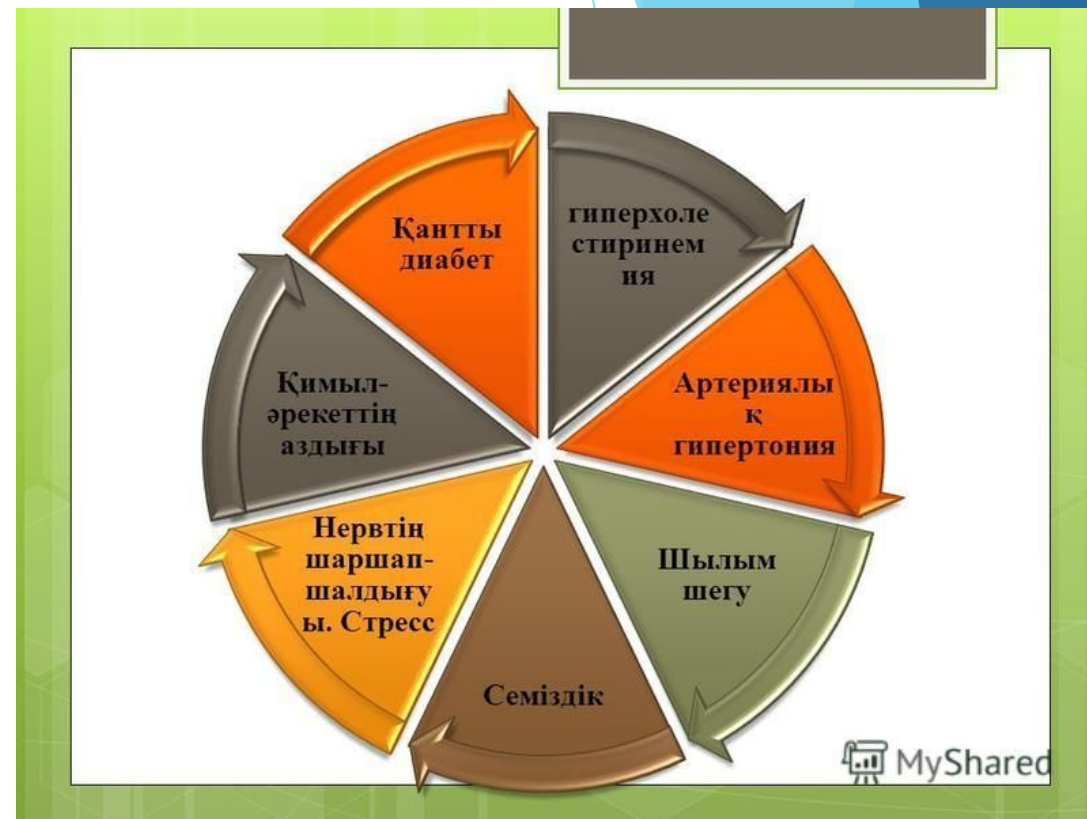 гиперхоле
стиринем
ия
Артериялы
қ
гипертония
Шылым
шегу
Семіздік
Нервтің
шаршап-
шалдығу
ы. Стресс
Қимыл-
әрекеттің
аздығы
Қантты
диабет
MyShared